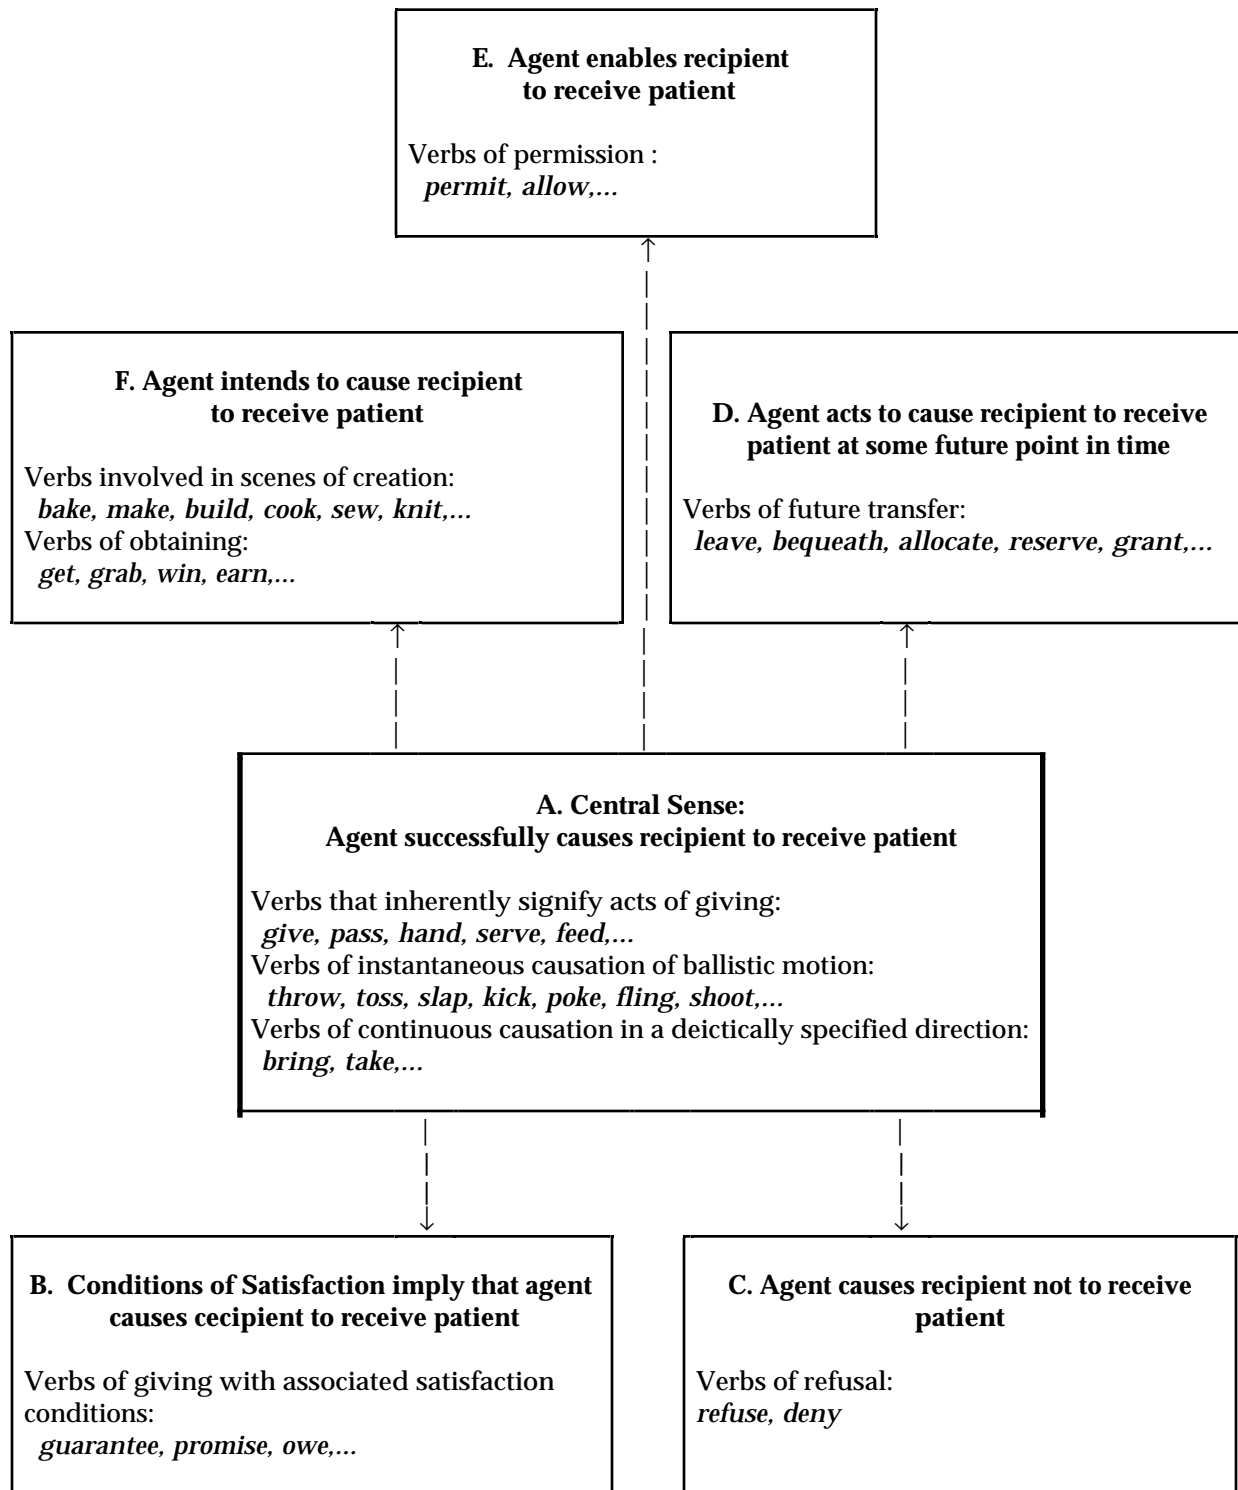 E. Agent enables recipient
to receive patient
Verbs of permission :
permit, allow,...
F. Agent intends to cause recipient
to receive patient
Verbs involved in scenes of creation:
bake, make, build, cook, sew, knit,...
Verbs of obtaining:
get, grab, win, earn,...
D. Agent acts to cause recipient to receive
patient at some future point in time
Verbs of future transfer:
leave, bequeath, allocate, reserve, grant,...
A. Central Sense:
Agent successfully causes recipient to receive patient
Verbs that inherently signify acts of giving:
give, pass, hand, serve, feed,...
Verbs of instantaneous causation of ballistic motion:
throw, toss, slap, kick, poke, fling, shoot,...
Verbs of continuous causation in a deictically specified direction:
bring, take,...
B. Conditions of Satisfaction imply that agent
causes cecipient to receive patient
Verbs of giving with associated satisfaction
conditions:
guarantee, promise, owe,...
C. Agent causes recipient not to receive
patient
Verbs of refusal:
refuse, deny